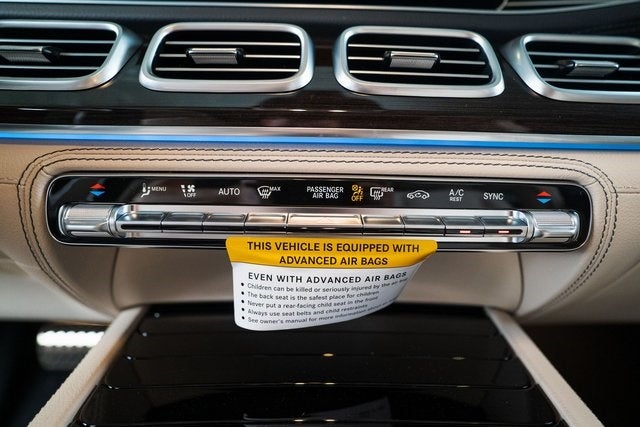 MENU
OFF
AUTO
MAX
PASSENGER
AIR BAG
OFF
REAR
A/C
REST
SYNC
THIS VEHICLE IS EQUIPPED WITH
ADVANCED AIR BAGS
EVEN WITH ADVANCED AIR BAGS
• Children can be killed or seriously injured by the air bag
• The back seat is the safest place for children
• Never put a rear-facing child seat in the front
• Always use seat belts and child restraints
• See owner's manual for more information about